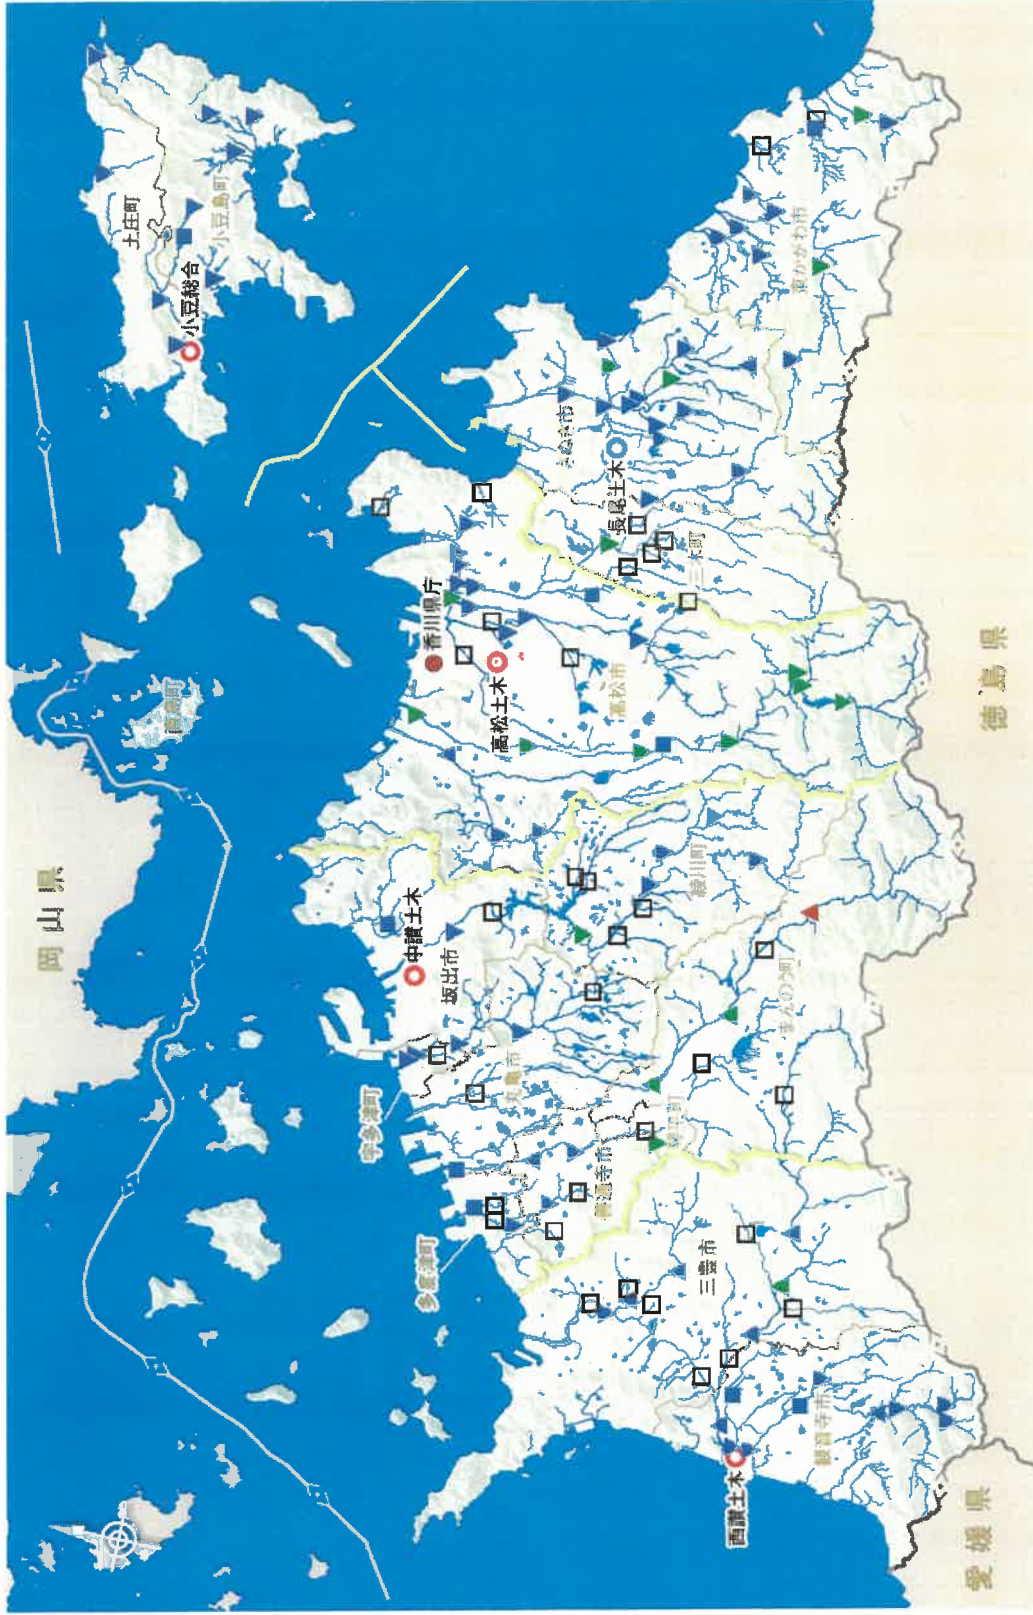 岡山県
土庄町
小豆島町
小豆総合
直島町
香川県庁
高松土木
高松市
さぬき市
長尾土木
三木町
東かがわ市
中讃土木
坂出市
宇多津町
丸亀市
綾川町
まんのう町
善通寺市
琴平町
多度津町
三豊市
観音寺市
西讃土木
徳島県
愛媛県